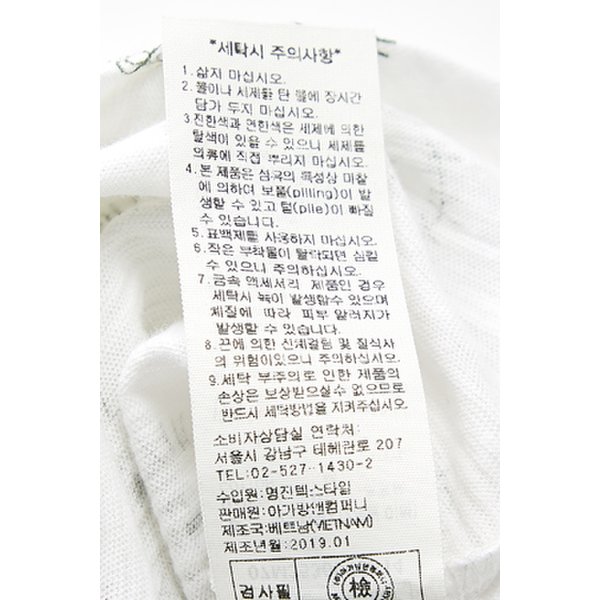 *세탁시 주의사항*
1. 삶지 마십시오.
2. 물이나 세제를 탄 물에 장시간
담가 두지 마십시오.
3.진한색과 연한색은 세제에 의한
탈색이 있을 수 있으니 세제를
의류에 직접 뿌리지 마십시오.
4. 본 제품은 섬유의 특성상 마찰
에 의하여 보풀(pilling)이 발
생할 수 있고 털(pile)이 빠질
수 있습니다.
5. 표백제를 사용하지 마십시오.
6. 작은 부착물이 탈락되면 삼킬
수 있으니 주의하십시오.
7. 금속 액세서리 제품인 경우
세탁시 녹이 발생할수 있으며
체질에 따라 피부 알러지가
발생할 수 있습니다.
8. 끈에 의한 신체걸림 및 질식사
의 위험이있으니 주의하십시오.
9.세탁 부주의로 인한 제품의
손상은 보상받으실수 없으므로
반드시 세탁방법을 지켜주십시오.
소비자상담실 연락처:
서울시 강남구 테헤란로 207
TEL:02-527-1430-2
수입원:명진텍스타일
판매원:아가방앤컴퍼니
제조국:베트남(VIETNAM)
제조년월:2019.01
검사필
檢